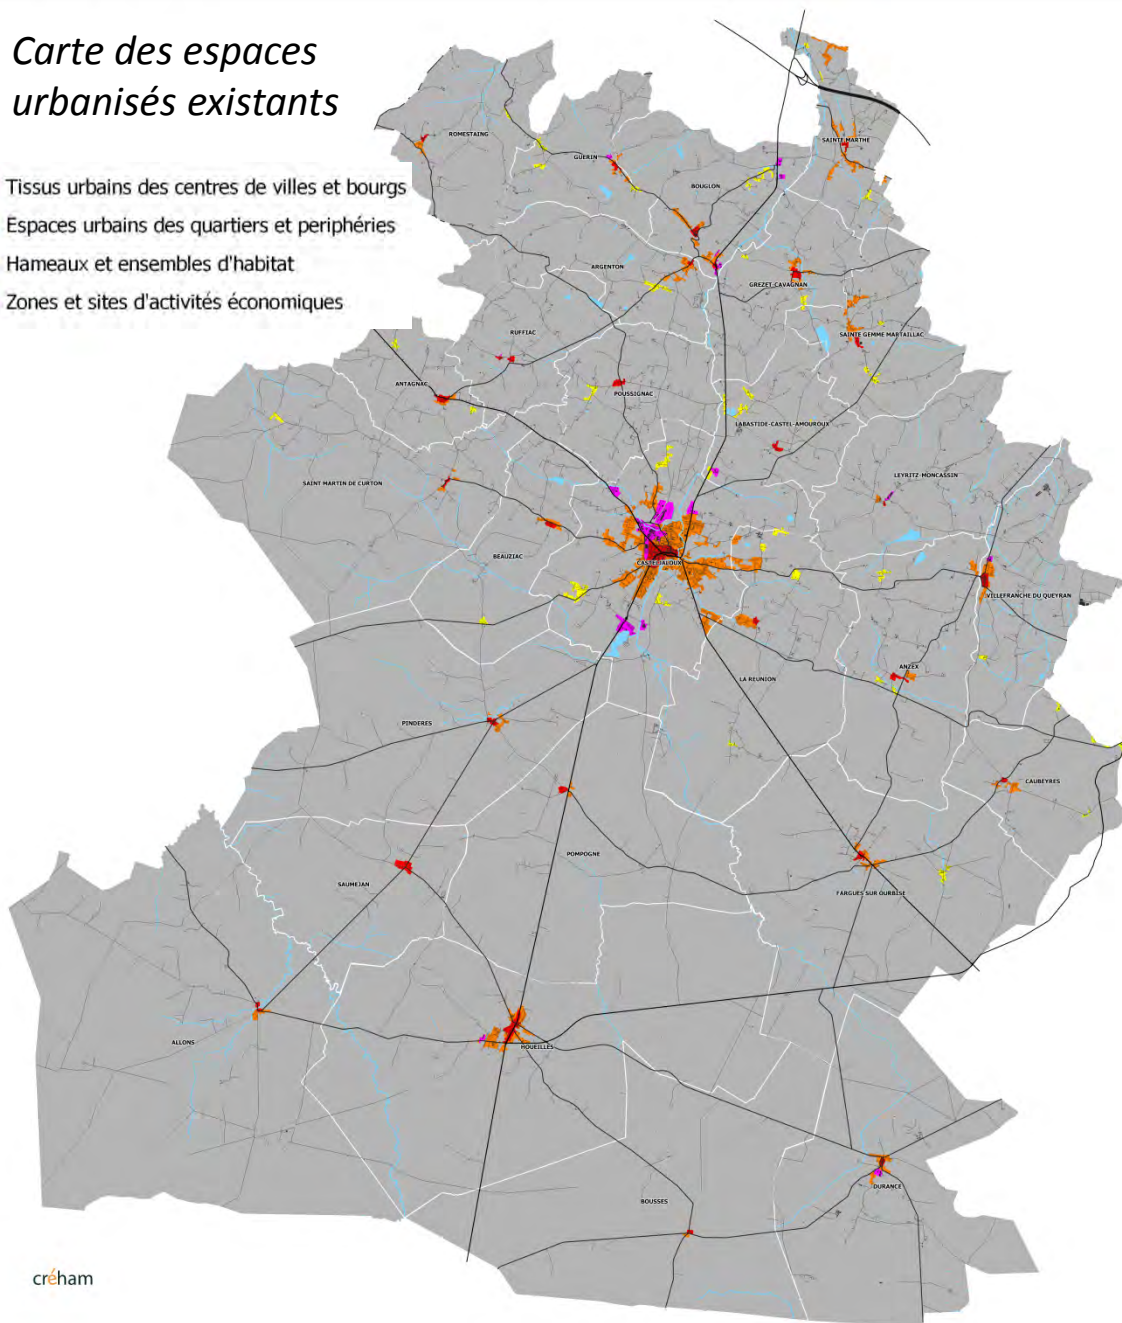 Carte des espaces
urbanisés existants
Tissus urbains des centres de villes et bourgs
Espaces urbains des quartiers et periphéries
Hameaux et ensembles d'habitat
Zones et sites d'activités économiques
ROMESTAING
SAINTE MARTHE
GUERIN
BOUGLON
ARGENTON
GREZET-CAVAGNAN
RUFFIAC
SAINTE GEMME MARTAILLAC
ANTAGNAC
POUSSIGNAC
LABASTIDE-CASTEL-AMOUROUX
SAINT MARTIN DE CURTON
LEYRITZ-MONCASSIN
BEAUZIAC
CASTELJALOUX
VILLEFRANCHE DU QUEYRAN
ANZEX
LA REUNION
PINDERES
CAUBEYRES
POMPOGNE
SAUMEJAN
FARGUES SUR OURBISE
ALLONS
HOUEILLES
DURANCE
BOUSSES
créham